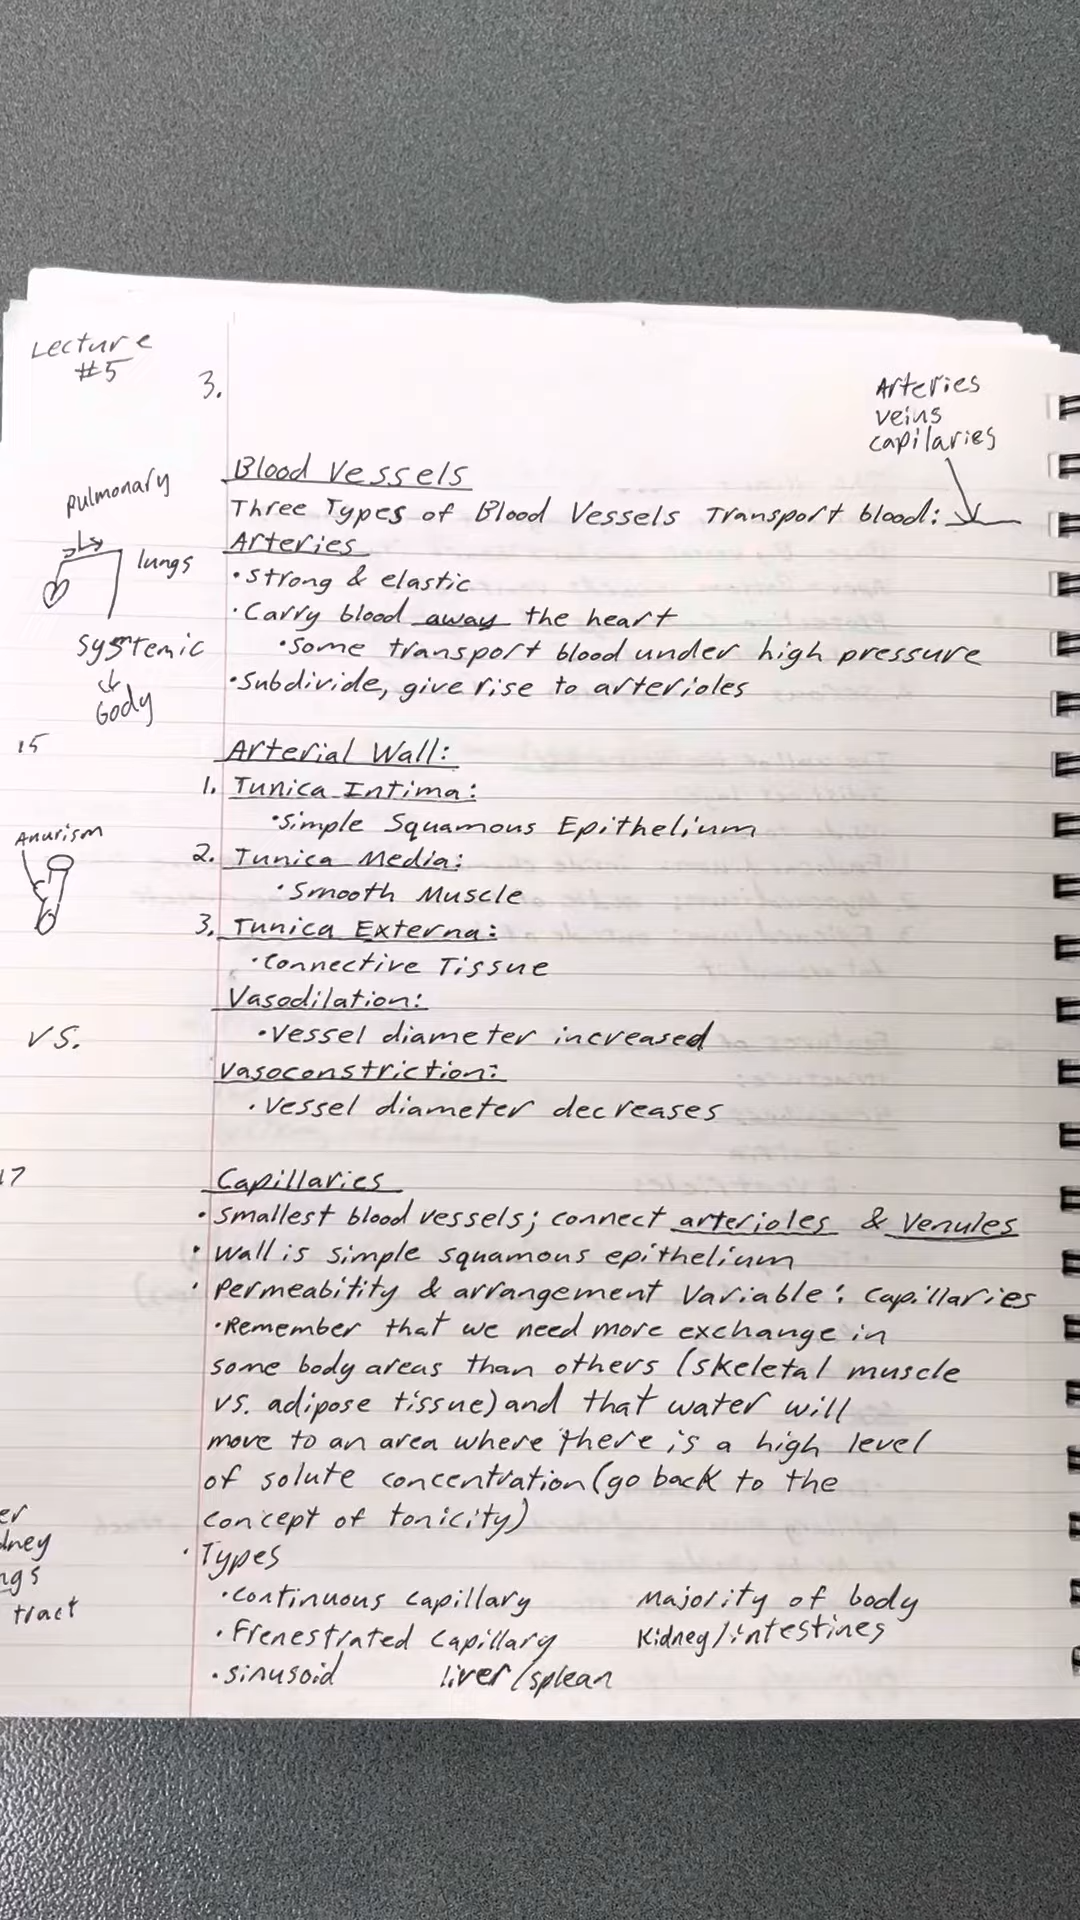 Lecture
#5
3.
Arteries
veins
capilaries
Blood Vessels
pulmonary
Three Types of Blood Vessels Transport blood:
Arteries
lungs
• Strong & elastic
• Carry blood away the heart
systemic
• Some transport blood under high pressure
• Subdivide, give rise to arterioles
body
15
Arterial Wall:
1. Tunica Intima:
• Simple Squamous Epithelium
Anurism
2. Tunica Media:
• Smooth Muscle
3. Tunica Externa:
• Connective Tissue
Vasodilation:
• Vessel diameter increased
VS.
Vasoconstriction:
• Vessel diameter decreases
17
Capillaries
• Smallest blood vessels; connect arterioles & Venules
• Wall is simple squamous epithelium
• Permeabitity & arrangement Variable: Capillaries
• Remember that we need more exchange in
some body areas than others (skeletal muscle
vs. adipose tissue) and that water will
move to an area where there is a high level
of solute concentration (go back to the
concept of tonicity)
• Types
tract
• Continuous Capillary Majority of body
• Frenestrated Capillary Kidney/intestines
• Sinusoid liver/splean